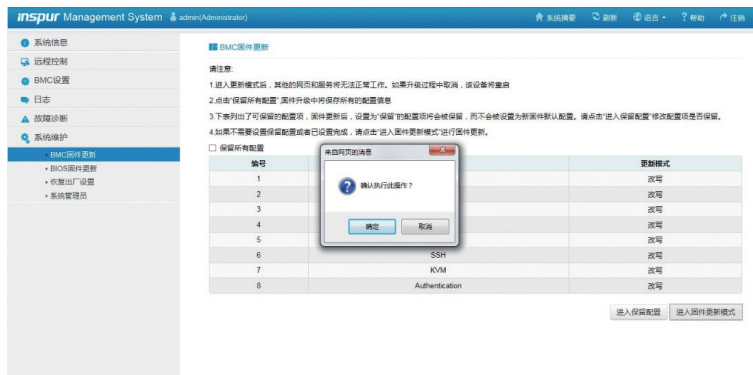 inspur Management System admin(Administrator) 系统摘要 刷新 语言 帮助 注销
系统信息
远程控制
BMC设置
日志
故障诊断
系统维护
BMC固件更新
BIOS固件更新
恢复出厂设置
系统管理员
BMC固件更新
请注意:
1.进入更新模式后，其他的网页和服务将无法正常工作。如果升级过程中取消，该设备将重启
2.点击“保留所有配置”,固件升级中将保存所有的配置信息
3.下表列出了可保留的配置项，固件更新后，设置为“保留”的配置项将会被保留，而不会被设置为新固件默认配置。请点击“进入保留配置”修改配置项是否保留。
4.如果不需要设置保留配置或者已设置完成，请点击“进入固件更新模式”进行固件更新。
保留所有配置
编号 更新模式
1 改写
2 改写
3 改写
4 改写
5 改写
6 SSH 改写
7 KVM 改写
8 Authentication 改写
来自网页的消息
确认执行此操作？
确定 取消
进入保留配置 进入固件更新模式